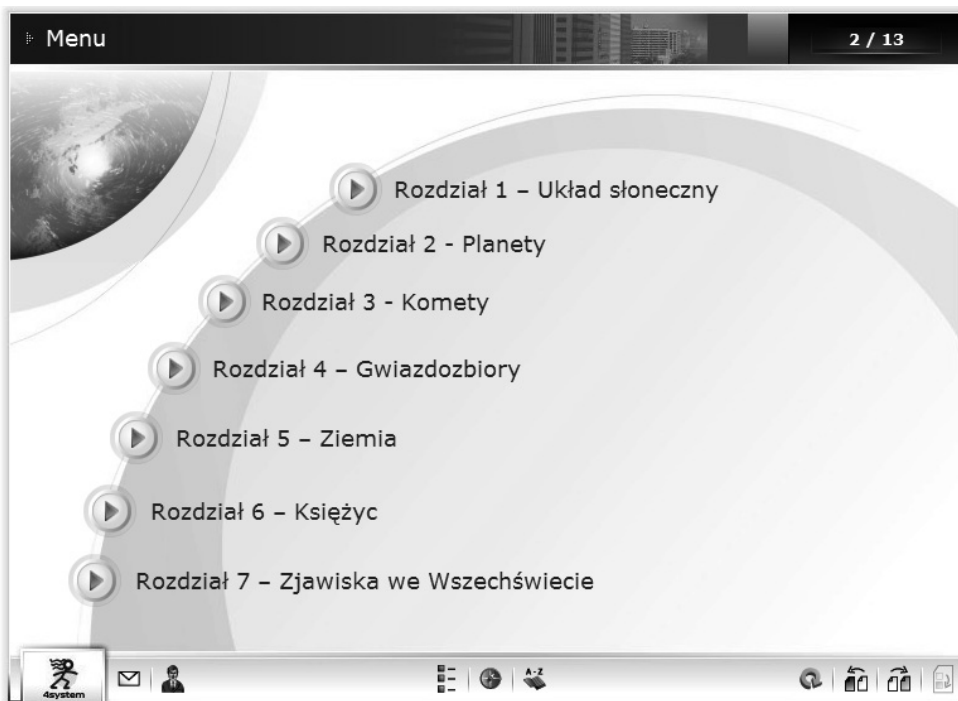 Menu
2 / 13
Rozdział 1 – Układ słoneczny
Rozdział 2 - Planety
Rozdział 3 - Komety
Rozdział 4 – Gwiazdozbiory
Rozdział 5 – Ziemia
Rozdział 6 – Księżyc
Rozdział 7 – Zjawiska we Wszechświecie
4system
A-Z